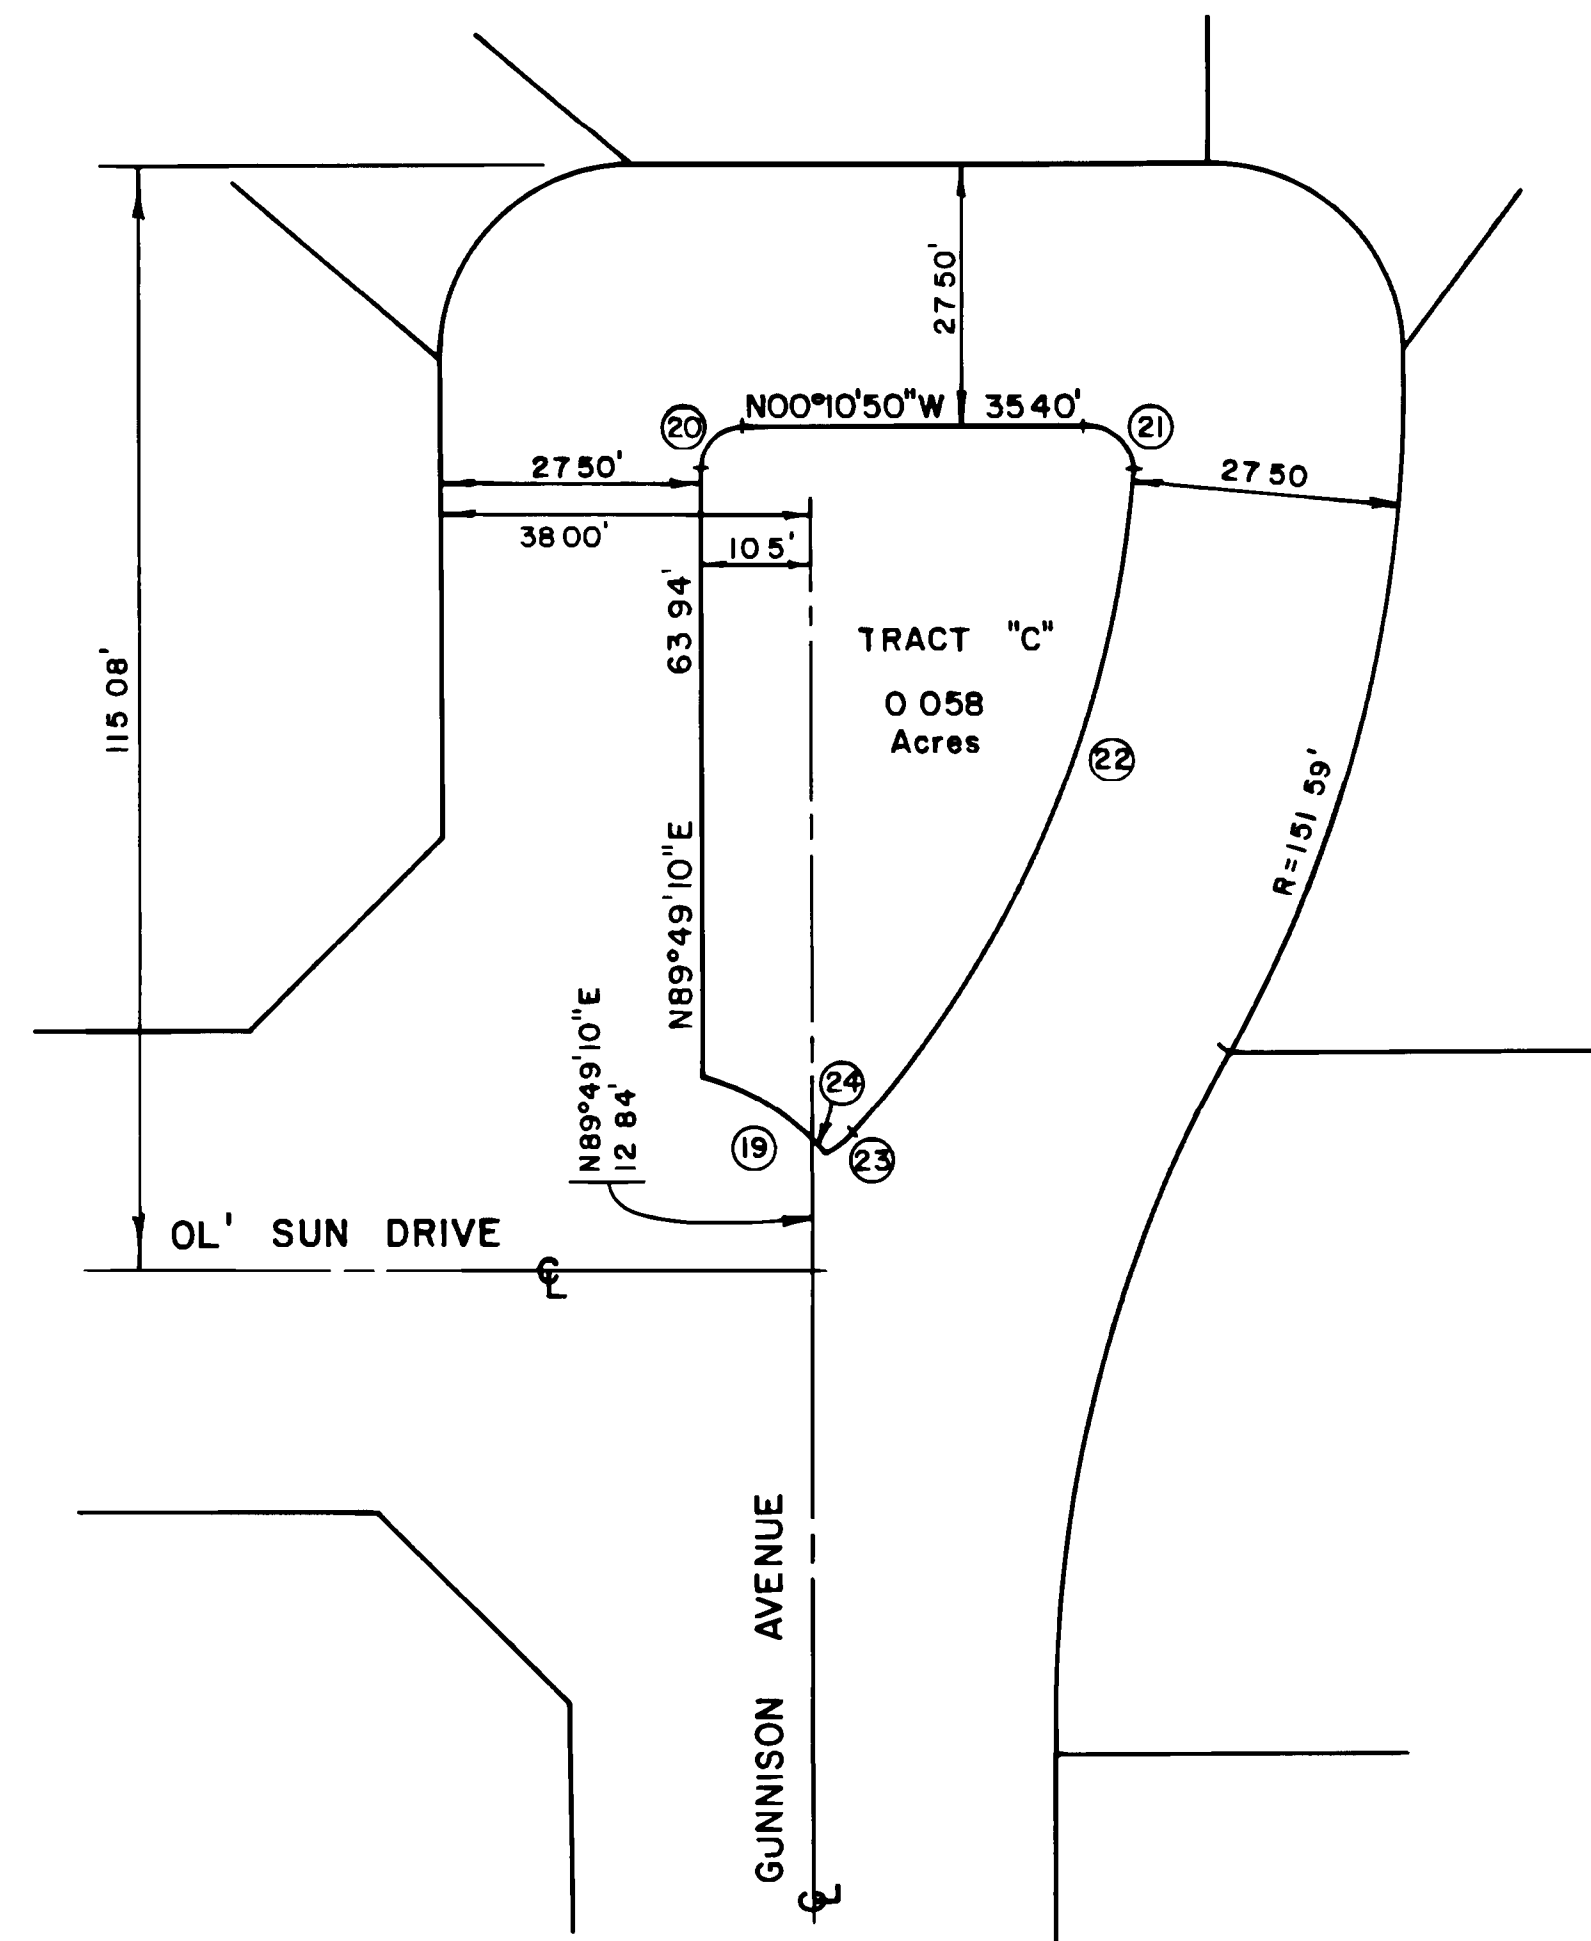 27 50'
20
N00°10'50"W 35 40'
21
27 50'
27 50
38 00'
10 5'
63 94'
N89°49'10"E
TRACT "C"
0 058
Acres
115 08'
22
R=151 59'
N89°49'10"E
12 84'
24
19
23
OL' SUN DRIVE
CL
GUNNISON AVENUE
CL